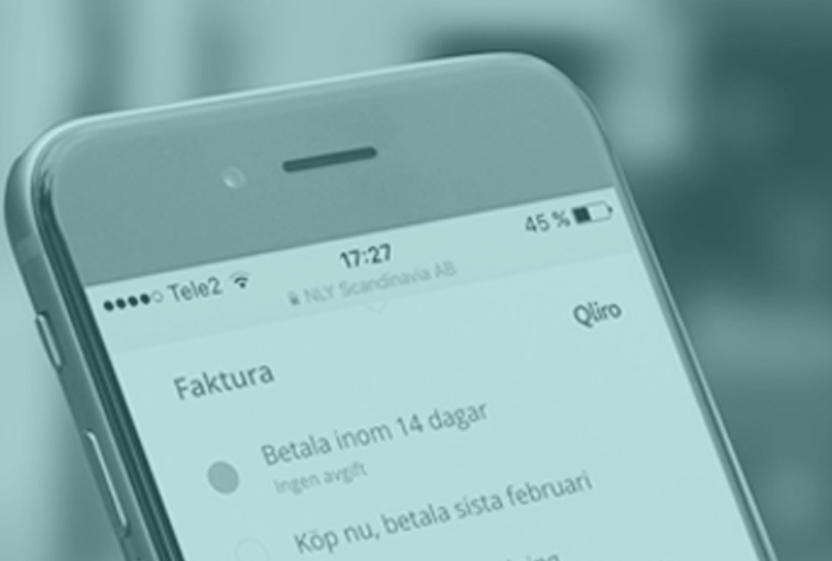 Tele2 17:27 45 %
NLY Scandinavia AB
Qliro
Faktura
Betala inom 14 dagar
Ingen avgift
Köp nu, betala sista februari